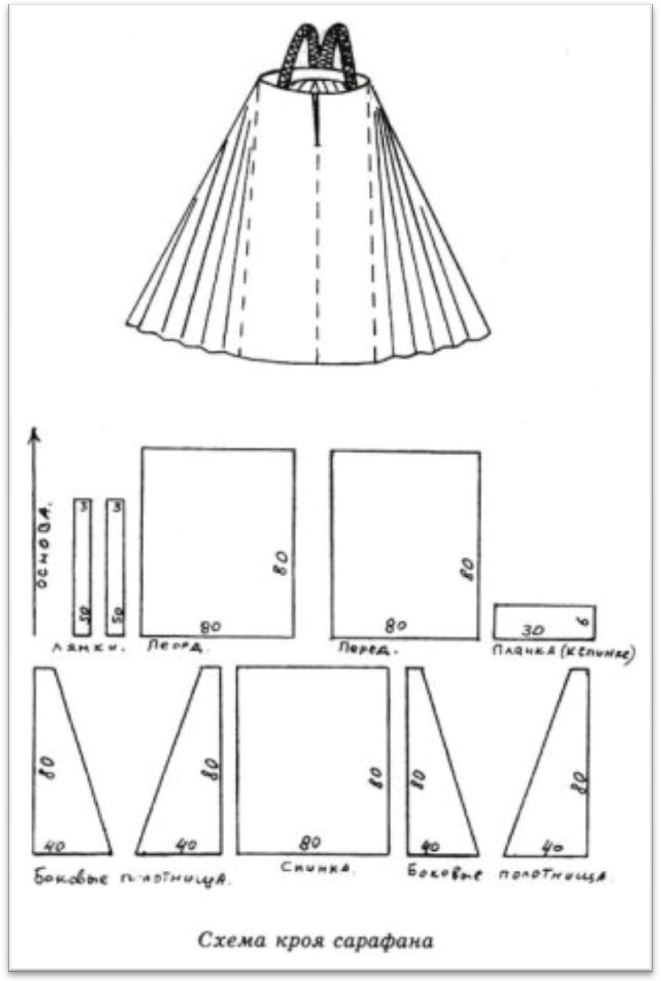 ОСНОВА.
3 3
50 50
80
80
80
80
30 6
лямки. Перед. Перед. Планка (к спинке)
80 80 80 80 80
40 40 80 40 40
Боковые полотнища. Спинка. Боковые полотнища
Схема кроя сарафана